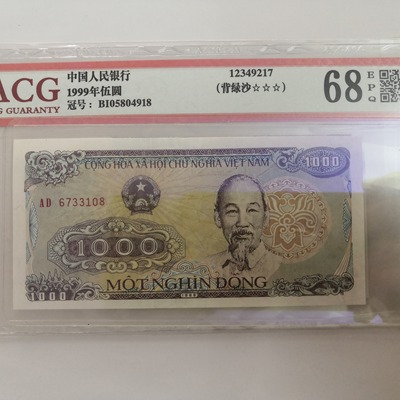 ACG
NG GUARANTY
中国人民银行
1999年伍圆
冠号：BI05804918
12349217
(背绿沙☆☆☆)
68
EPQ
CỘNG HÒA XÃ HỘI CHỦ NGHĨA VIỆT NAM
1000
AD 6733108
1000
1000
MỘT NGHÌN ĐỒNG
1988